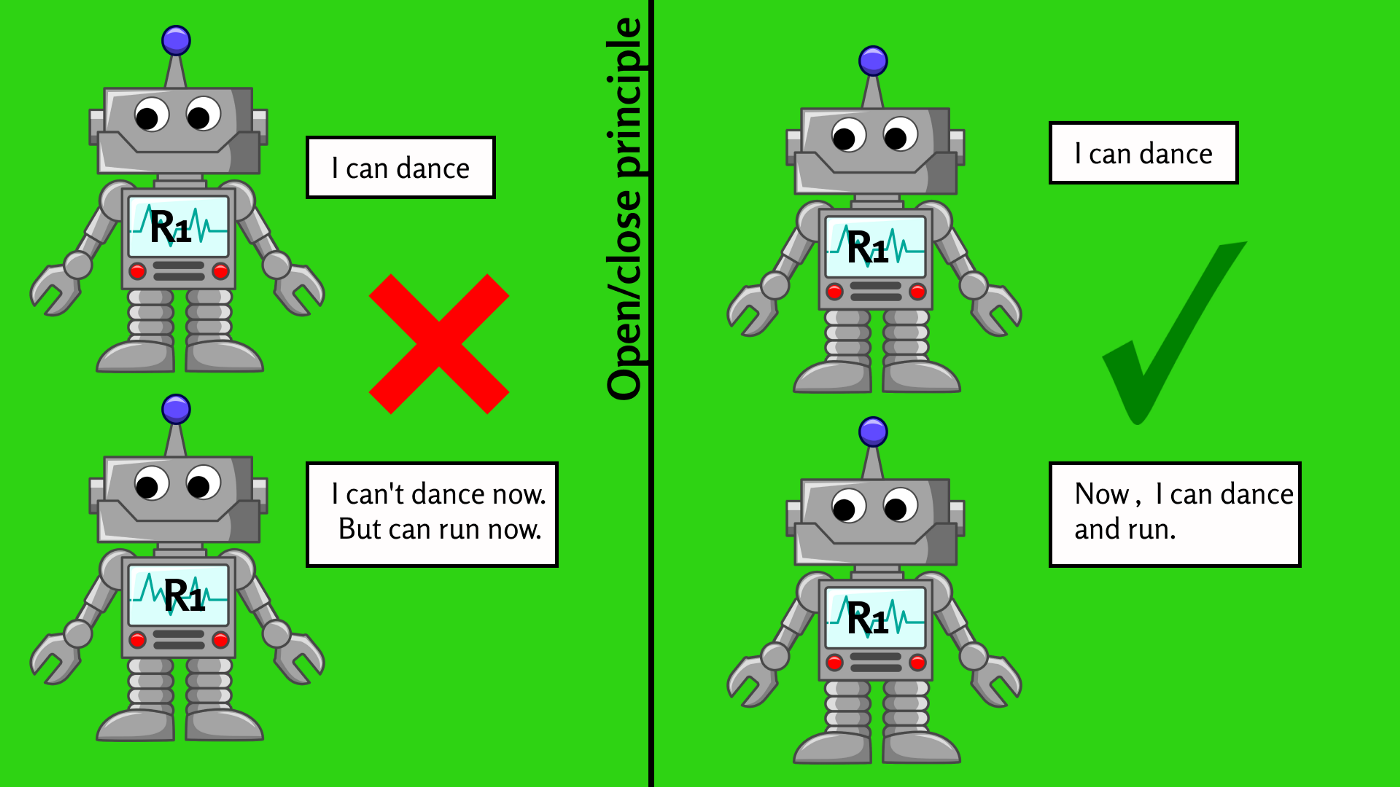 R1
I can dance
R1
I can't dance now.
But can run now.
Open/close principle
R1
I can dance
R1
Now , I can dance
and run.